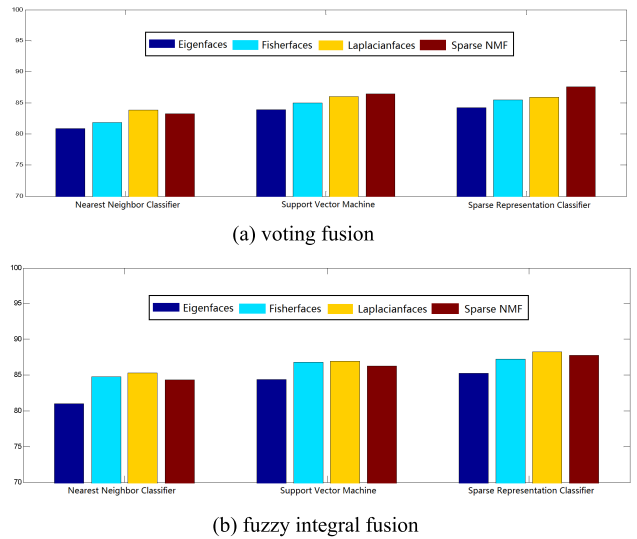 100
95
90
85
80
75
70
Eigenfaces Fisherfaces Laplacianfaces Sparse NMF
Nearest Neighbor Classifier Support Vector Machine Sparse Representation Classifier
(a) voting fusion
100
95
90
85
80
75
70
Eigenfaces Fisherfaces Laplacianfaces Sparse NMF
Nearest Neighbor Classifier Support Vector Machine Sparse Representation Classifier
(b) fuzzy integral fusion